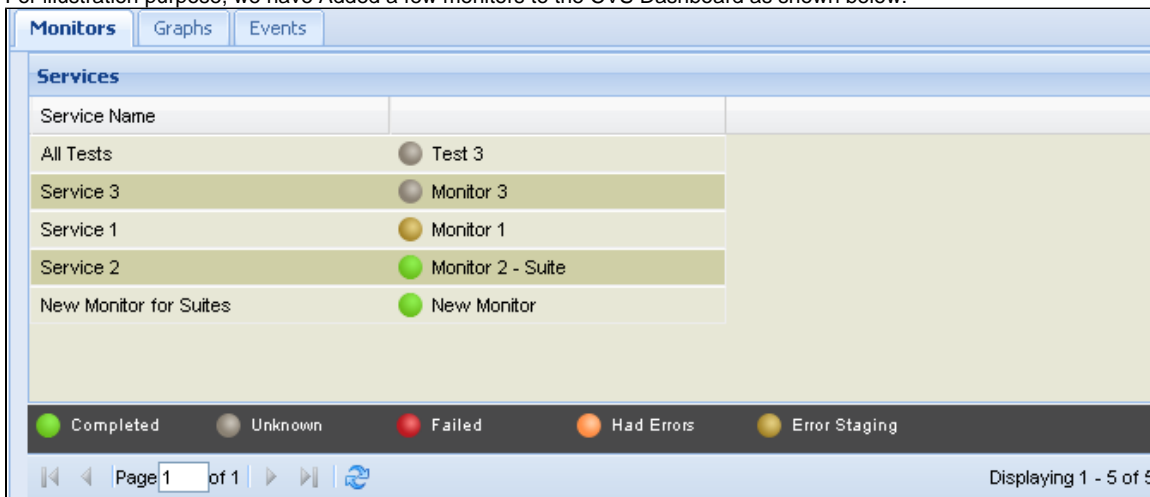 For illustration purpose, we have Added a few monitors to the CVS Dashboard as shown below.
Monitors Graphs Events
Services
Service Name
All Tests Test 3
Service 3 Monitor 3
Service 1 Monitor 1
Service 2 Monitor 2 - Suite
New Monitor for Suites New Monitor
Completed Unknown Failed Had Errors Error Staging
Page 1 of 1 Displaying 1 - 5 of 5